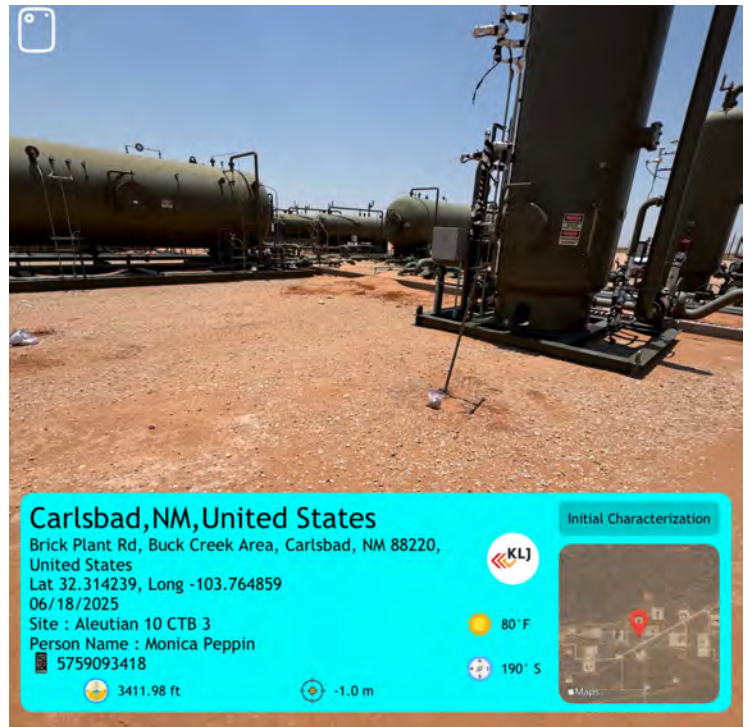 Carlsbad,NM,United States
Brick Plant Rd, Buck Creek Area, Carlsbad, NM 88220,
United States
Lat 32.314239, Long -103.764859
06/18/2025
Site : Aleutian 10 CTB 3
Person Name : Monica Peppin
5759093418
3411.98 ft
-1.0 m
KLJ
80°F
190° S
Initial Characterization
Maps